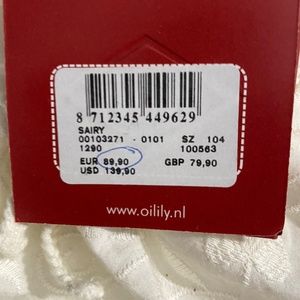 8 712345 449629
SAIRY
00103271 - 0101 SZ 104
1290 100563
EUR 89,90 GBP 79,90
USD 139,90
www.oilily.nl